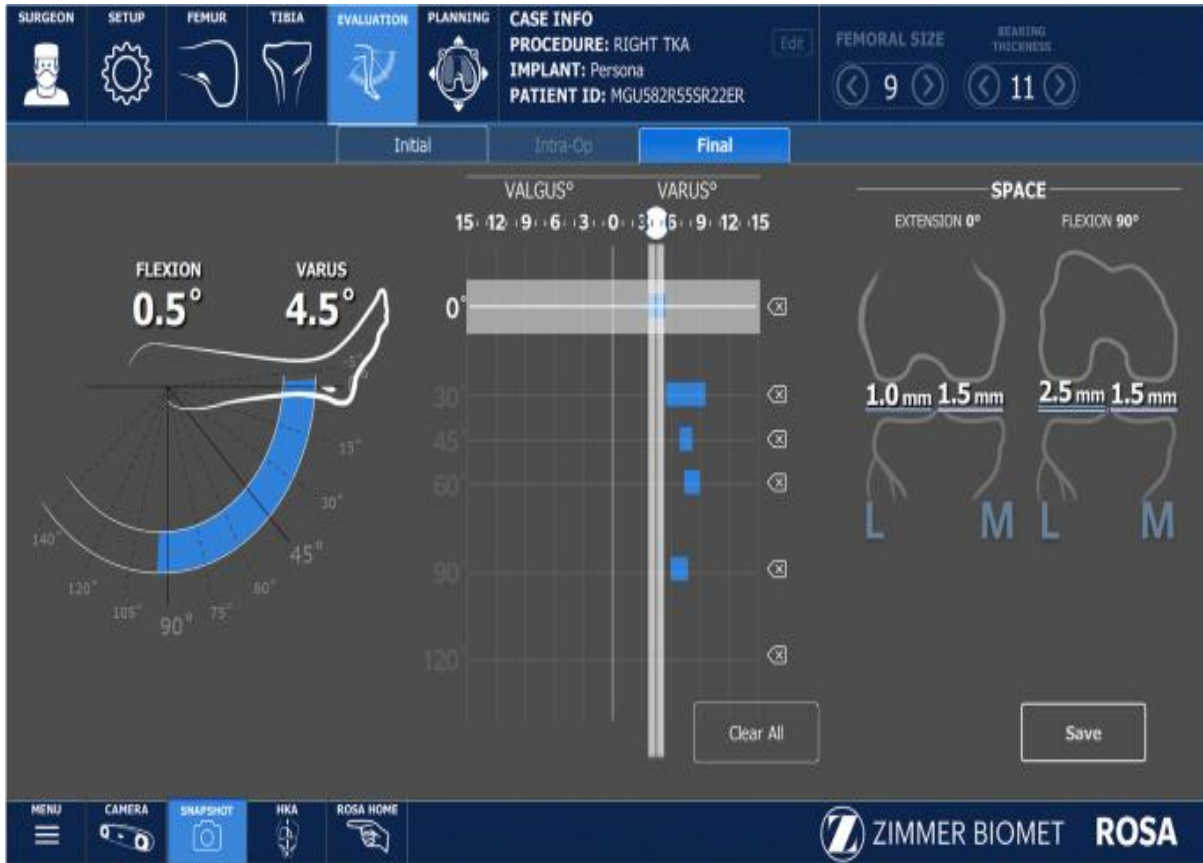 SURGEON SETUP FEMUR TIBIA EVALUATION PLANNING
CASE INFO
PROCEDURE: RIGHT TKA
IMPLANT: Persona
PATIENT ID: MGU582R55SR22ER
Edit
FEMORAL SIZE
9
BEARING
THICKNESS
11
Initial Intra-Op Final
FLEXION
0.5°
VARUS
4.5°
-5°
15°
30°
45°
60°
75°
90°
105°
120°
140°
VALGUS° VARUS°
15 12 9 6 3 0 3 6 9 12 15
0°
30°
45°
60°
90°
120°
Clear All
SPACE
EXTENSION 0° FLEXION 90°
1.0 mm 1.5 mm 2.5 mm 1.5 mm
L M L M
Save
MENU CAMERA SNAPSHOT HKA ROSA HOME
Z ZIMMER BIOMET ROSA